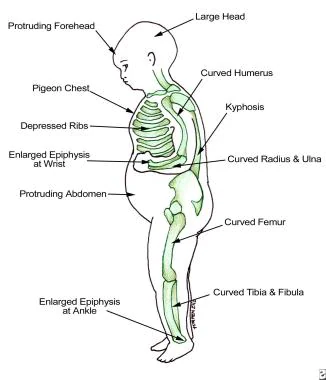 Large Head
Protruding Forehead
Curved Humerus
Pigeon Chest
Kyphosis
Depressed Ribs
Enlarged Epiphysis
at Wrist
Curved Radius & Ulna
Protruding Abdomen
Curved Femur
Curved Tibia & Fibula
Enlarged Epiphysis
at Ankle